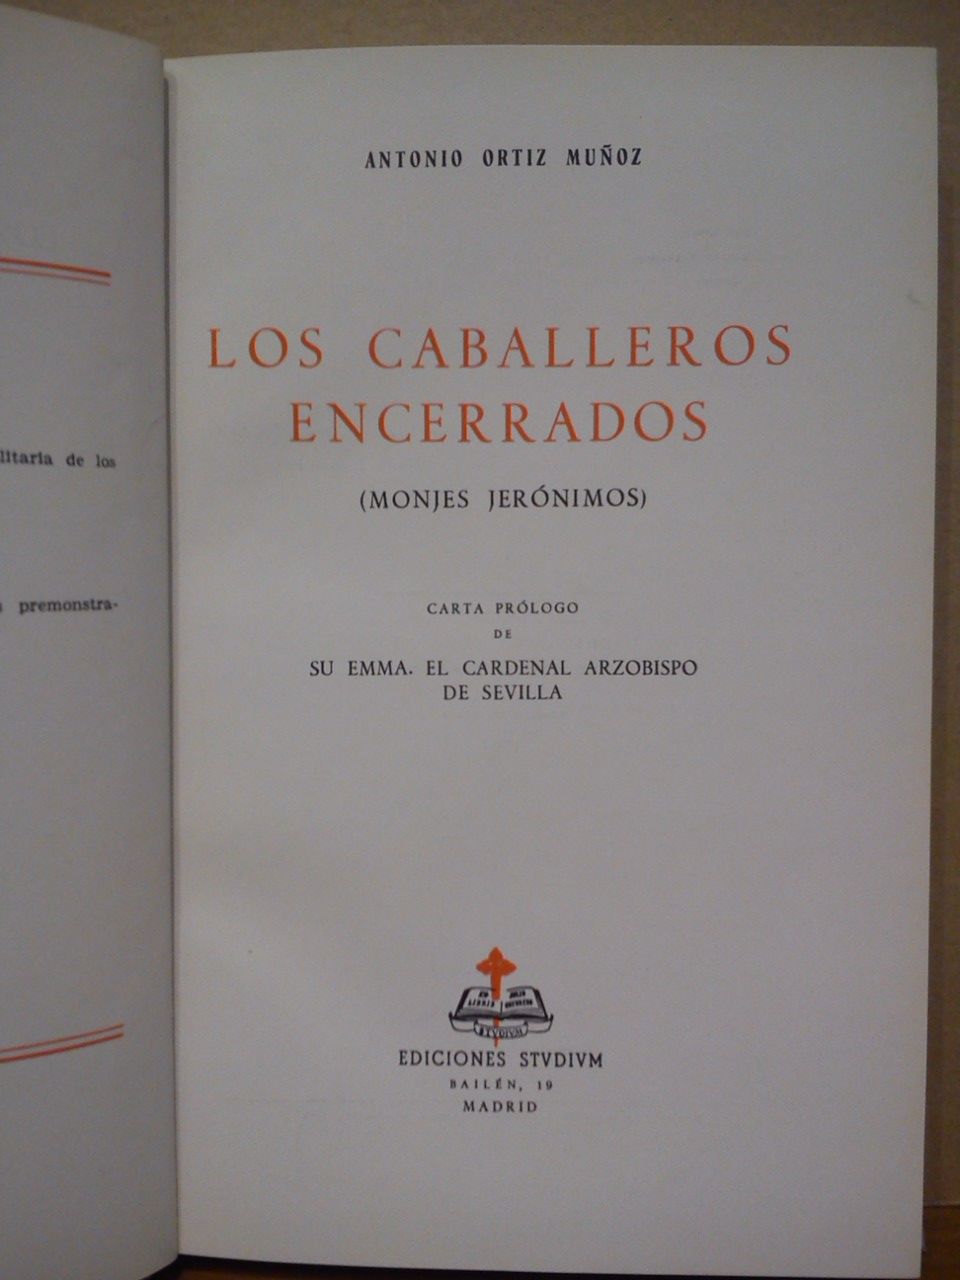 litaria de los
premonstra-
ANTONIO ORTIZ MUÑOZ
LOS CABALLEROS
ENCERRADOS
(MONJES JERÓNIMOS)
CARTA PRÓLOGO
DE
SU EMMA. EL CARDENAL ARZOBISPO
DE SEVILLA
STVDIVM
EDICIONES STVDIVM
BAILÉN, 19
MADRID